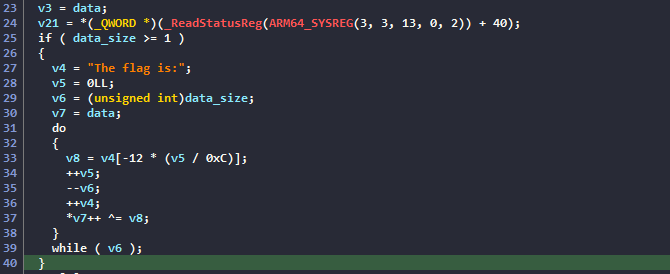 23 v3 = data;
24 v21 = *(_QWORD *)(_ReadStatusReg(ARM64_SYSREG(3, 3, 13, 0, 2)) + 40);
25 if ( data_size >= 1 )
26 {
27 v4 = "The flag is:";
28 v5 = 0LL;
29 v6 = (unsigned int)data_size;
30 v7 = data;
31 do
32 {
33 v8 = v4[-12 * (v5 / 0xC)];
34 ++v5;
35 --v6;
36 ++v4;
37 *v7++ ^= v8;
38 }
39 while ( v6 );
40 }